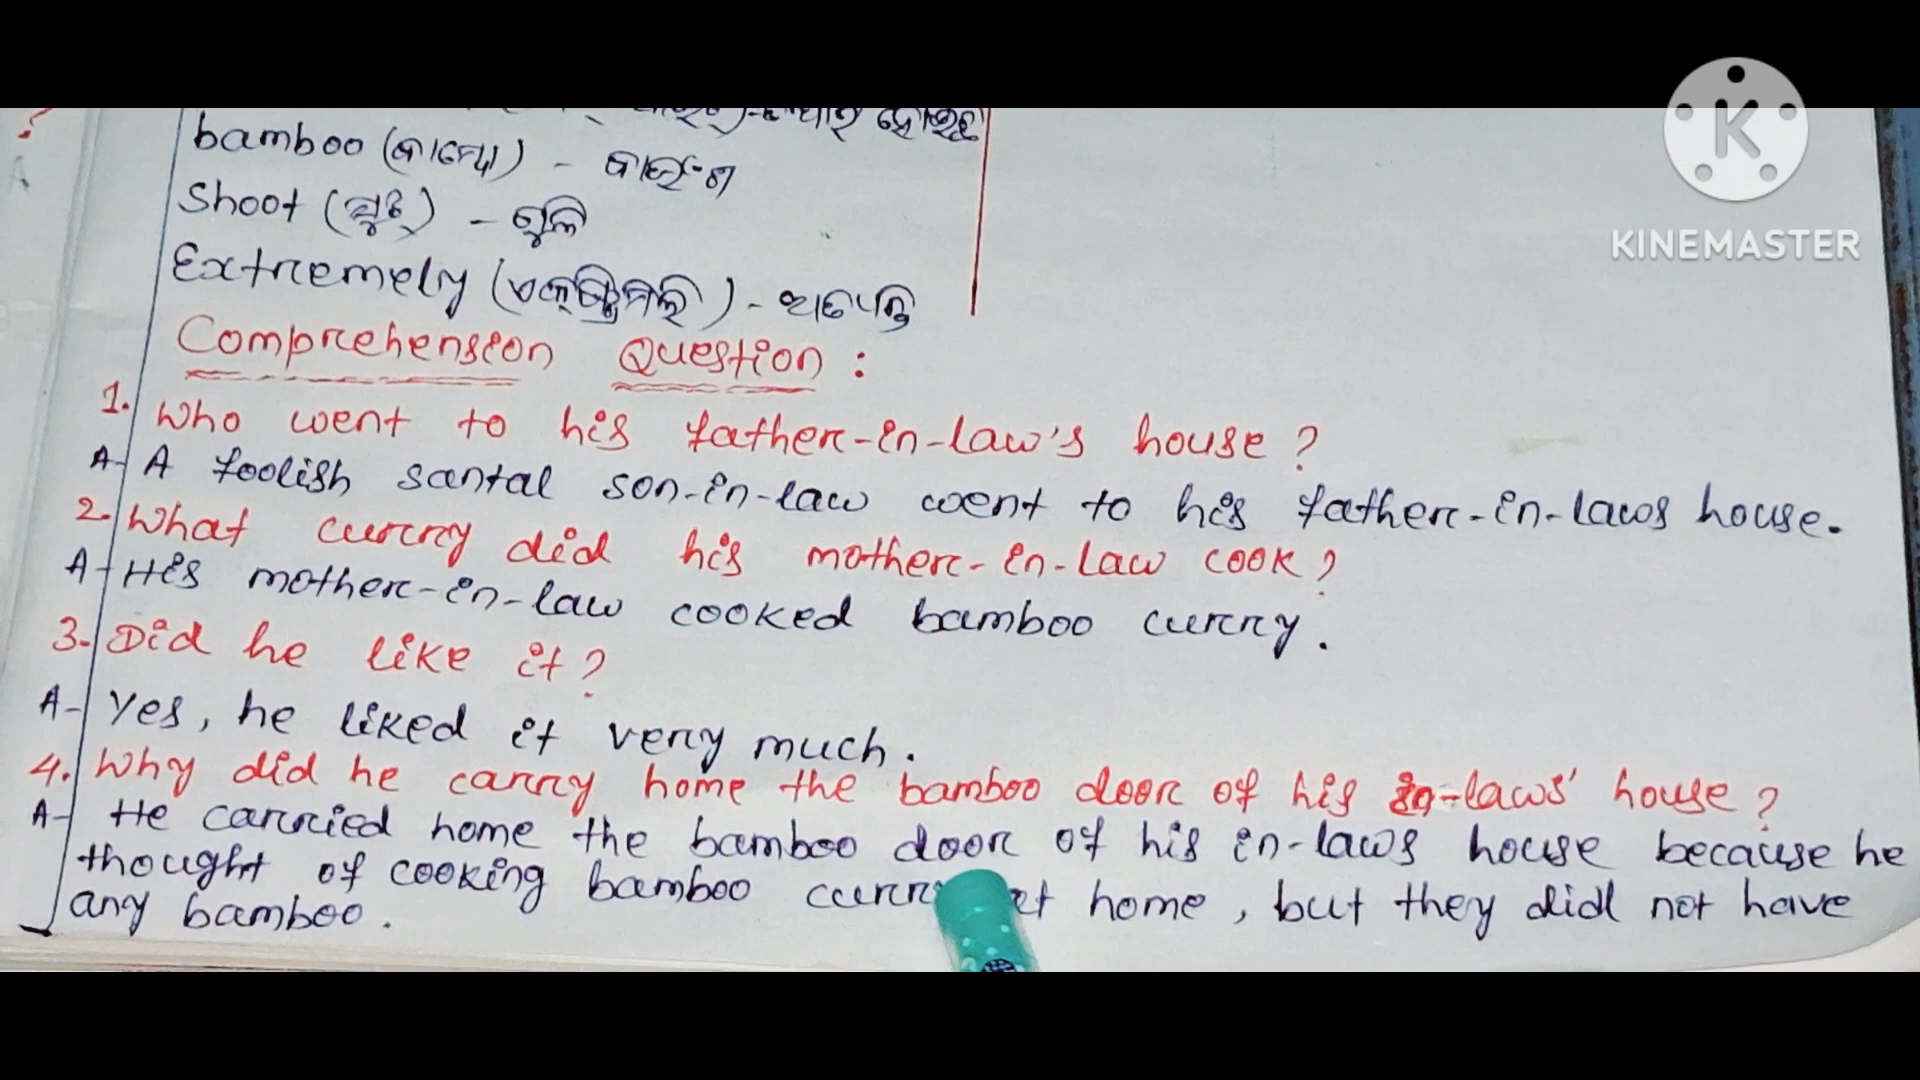 bamboo (ବାମ୍ବୋ) - ବାଉଂଶ
Shoot (ସୁଟ୍) - ଗୁଳି
Extremely (ଏକ୍ସଟ୍ରିମଲି) - ଅତ୍ୟନ୍ତ
Comprehension Question :
1. Who went to his father-in-law's house ?
A- A foolish santal son-in-law went to his father-in-laws house.
2. What curry did his mother-in-law cook ?
A- His mother-in-law cooked bamboo curry.
3. Did he like it ?
A- Yes, he liked it very much.
4. Why did he carry home the bamboo door of his in-laws' house ?
A- He carried home the bamboo door of his in-laws house because he
thought of cooking bamboo at home, but they did not have
any bamboo.
K
KINEMASTER